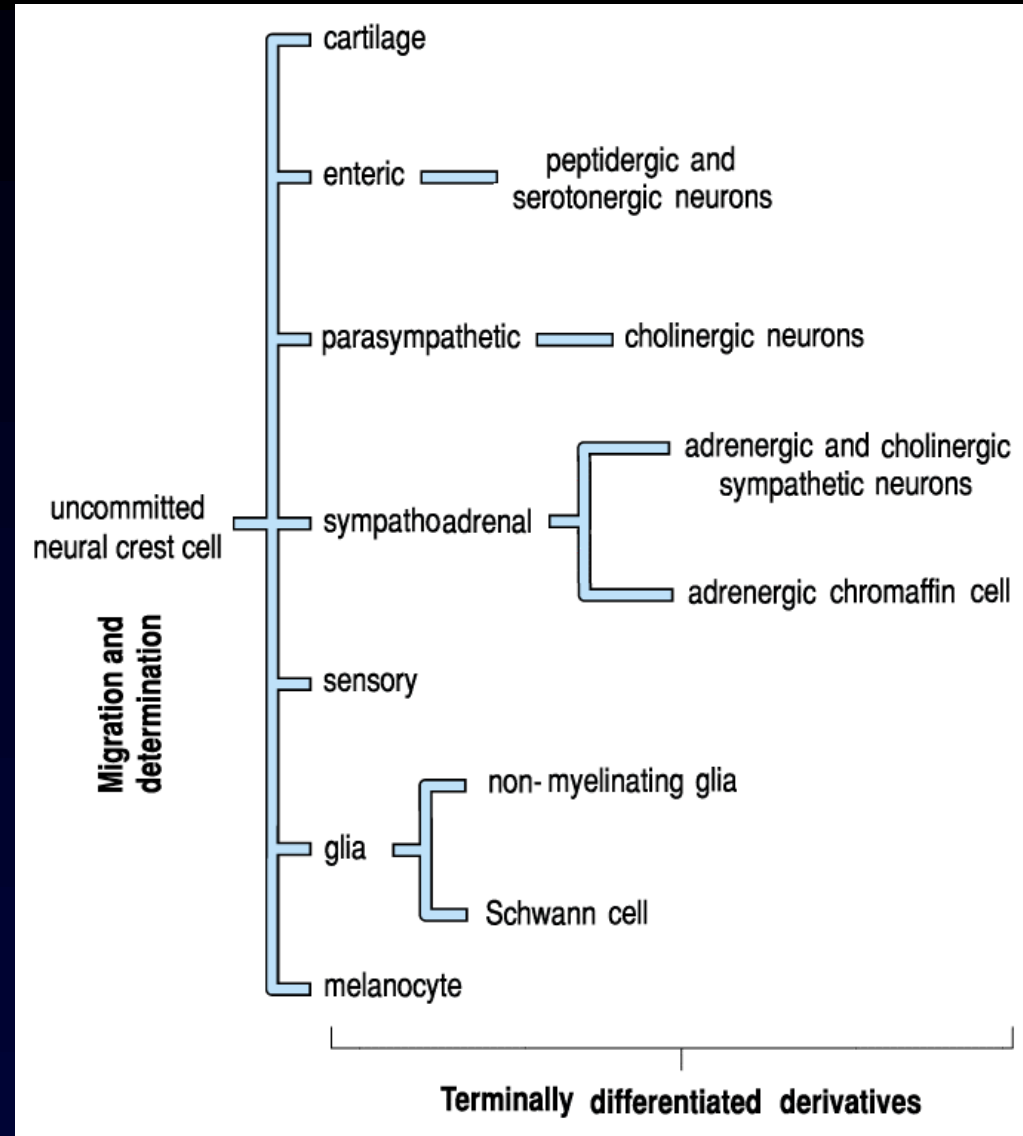 cartilage
enteric
peptidergic and
serotonergic neurons
parasympathetic
cholinergic neurons
uncommitted
neural crest cell
sympathoadrenal
adrenergic and cholinergic
sympathetic neurons
adrenergic chromaffin cell
Migration and
determination
sensory
glia
non-myelinating glia
Schwann cell
melanocyte
Terminally differentiated derivatives